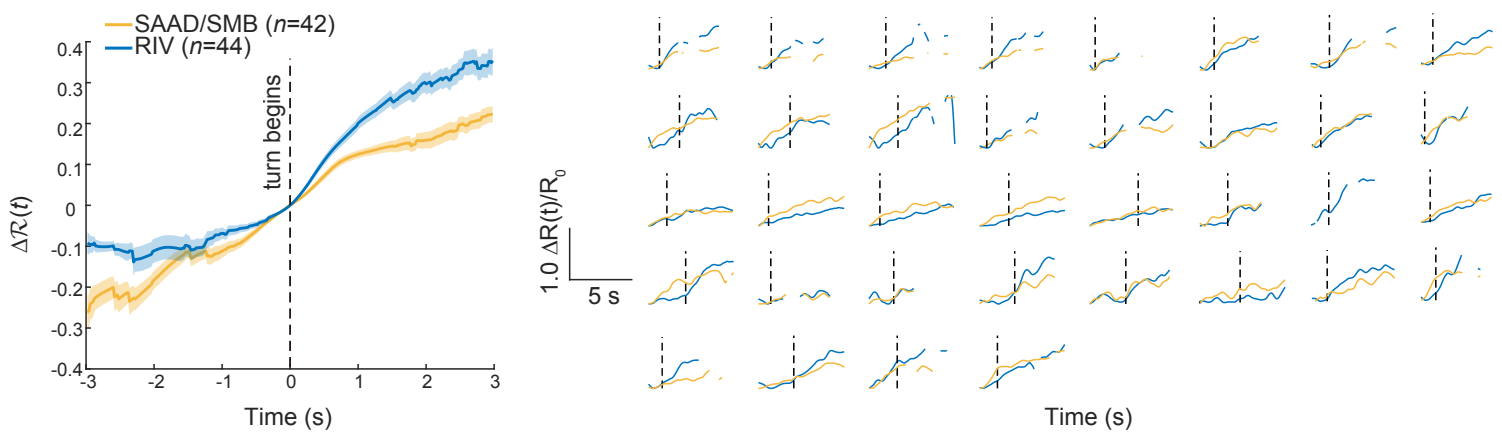 SAAD/SMB (n=42)
RIV (n=44)
0.4
0.3
0.2
0.1
0
-0.1
-0.2
-0.3
-0.4
Δℛ(t)
turn begins
-3
-2
-1
0
1
2
3
Time (s)
1.0 ΔR(t)/R₀
5 s
Time (s)